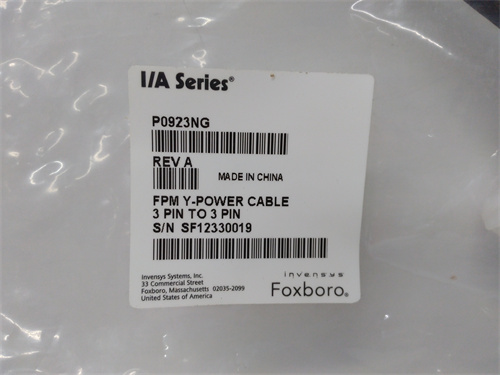 I/A Series®
P0923NG
REV A
MADE IN CHINA
FPM Y-POWER CABLE
3 PIN TO 3 PIN
S/N SF12330019
Invensys Systems, Inc.
33 Commercial Street
Foxboro, Massachusetts 02035-2099
United States of America
invensys
Foxboro®